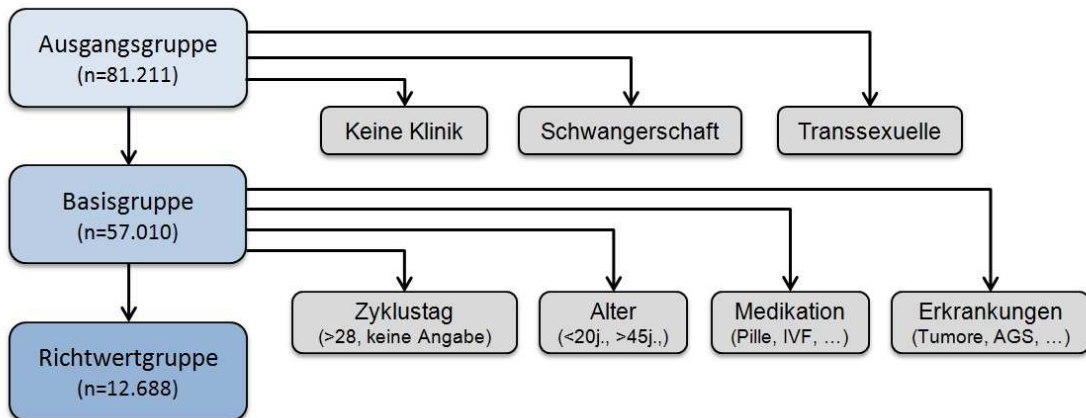 Ausgangsgruppe
(n=81.211)
Keine Klinik
Schwangerschaft
Transsexuelle
Basisgruppe
(n=57.010)
Zyklustag
(>28, keine Angabe)
Alter
(<20j., >45j.,)
Medikation
(Pille, IVF, …)
Erkrankungen
(Tumore, AGS, …)
Richtwertgruppe
(n=12.688)